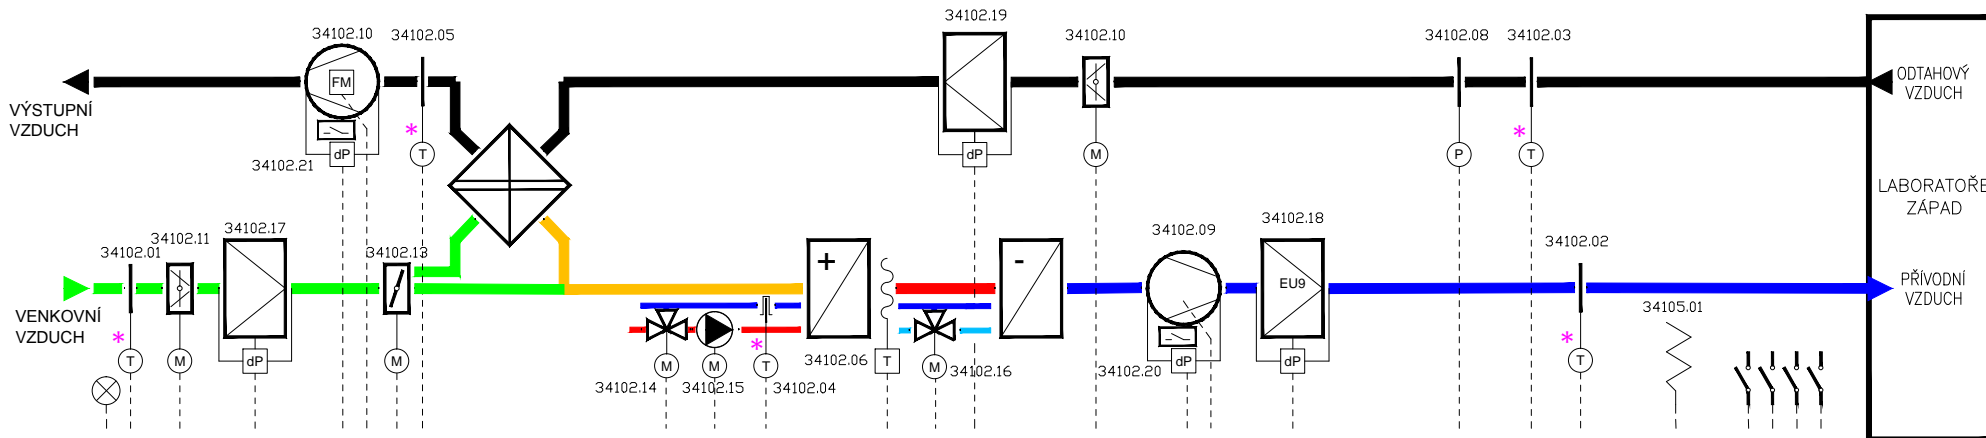 34102.19
34102.10
34102.05
34102.10
34102.08
34102.03
FM
ODTAHOVÝ
VZDUCH
VÝSTUPNÍ
VZDUCH
*
*
34102.21
dP
T
dP
M
P
T
LABORATOŘE
ZÁPAD
34102.17
34102.18
34102.09
34102.11
34102.01
34102.13
34102.02
+
-
EU9
PŘÍVODNÍ
VZDUCH
VENKOVNÍ
VZDUCH
34105.01
*
*
*
T
M
dP
M
M
M
T
34102.06
T
M
34102.16
34102.20
dP
dP
T
34102.14
34102.15
34102.04